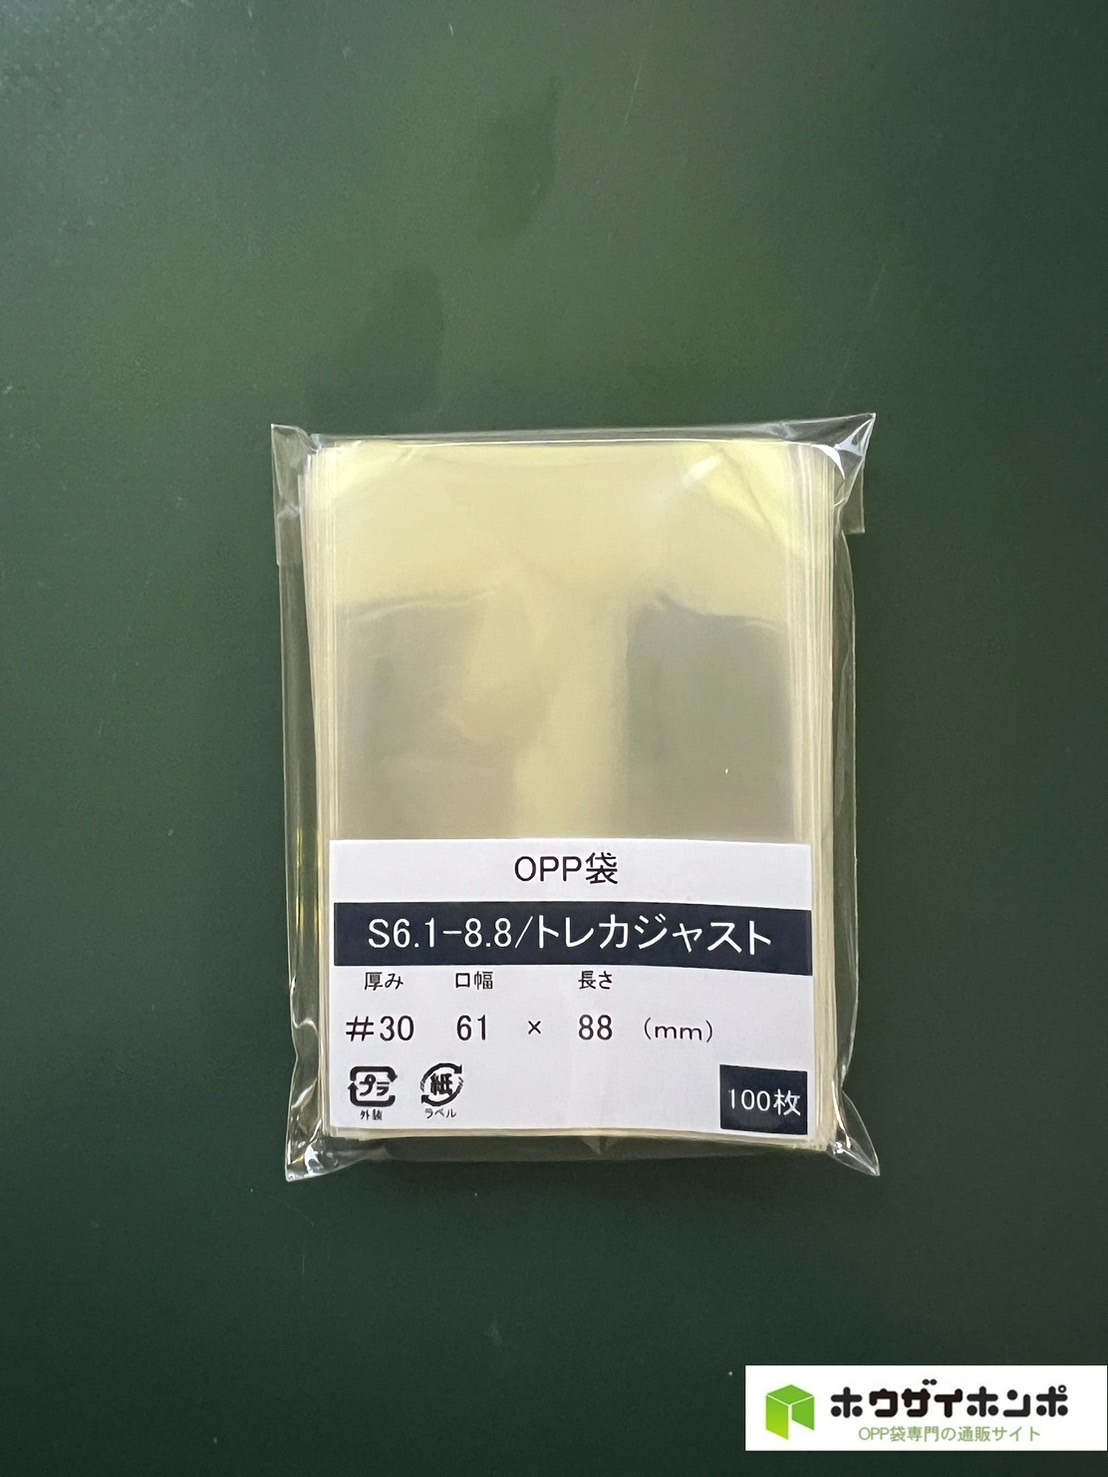 OPP袋
S6.1-8.8/トレカジャスト
厚み 口幅 長さ
#30 61 × 88 (mm)
プラ 紙
外装 ラベル
100枚
ホウザイホンポ
OPP袋専門の通販サイト